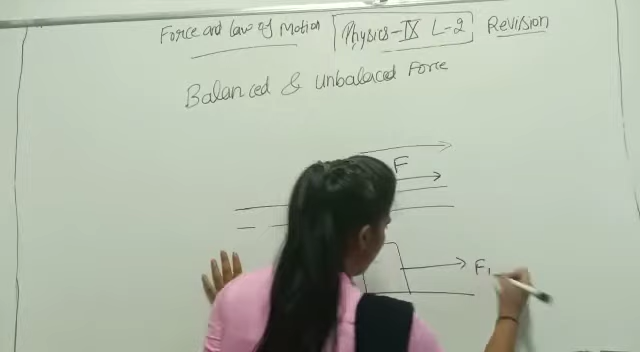 Force and Law of Motion Physics-IX L-2 Revision
Balanced & unbalaced Force
F
F1